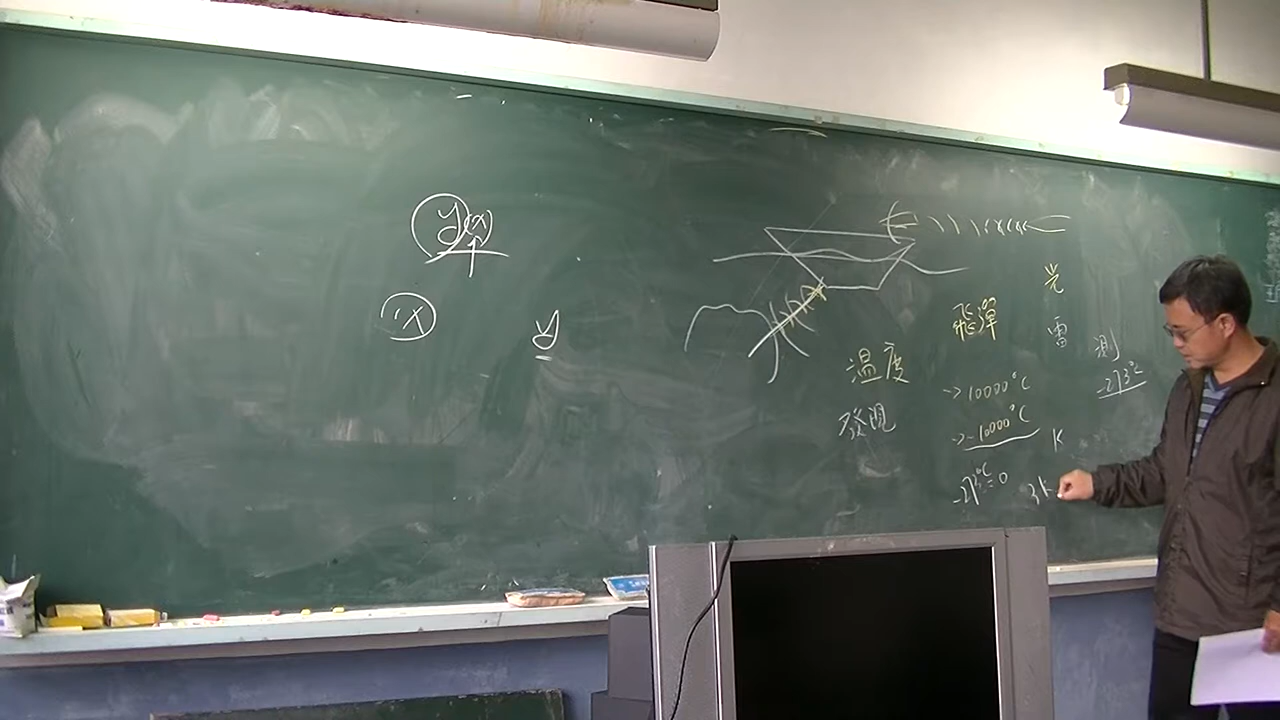 y(x)
x
y
光
飛彈
雷
測
-273°C
溫度
→ 10000°C
發現
→ -10000°C
K
-273°C = 0
3K